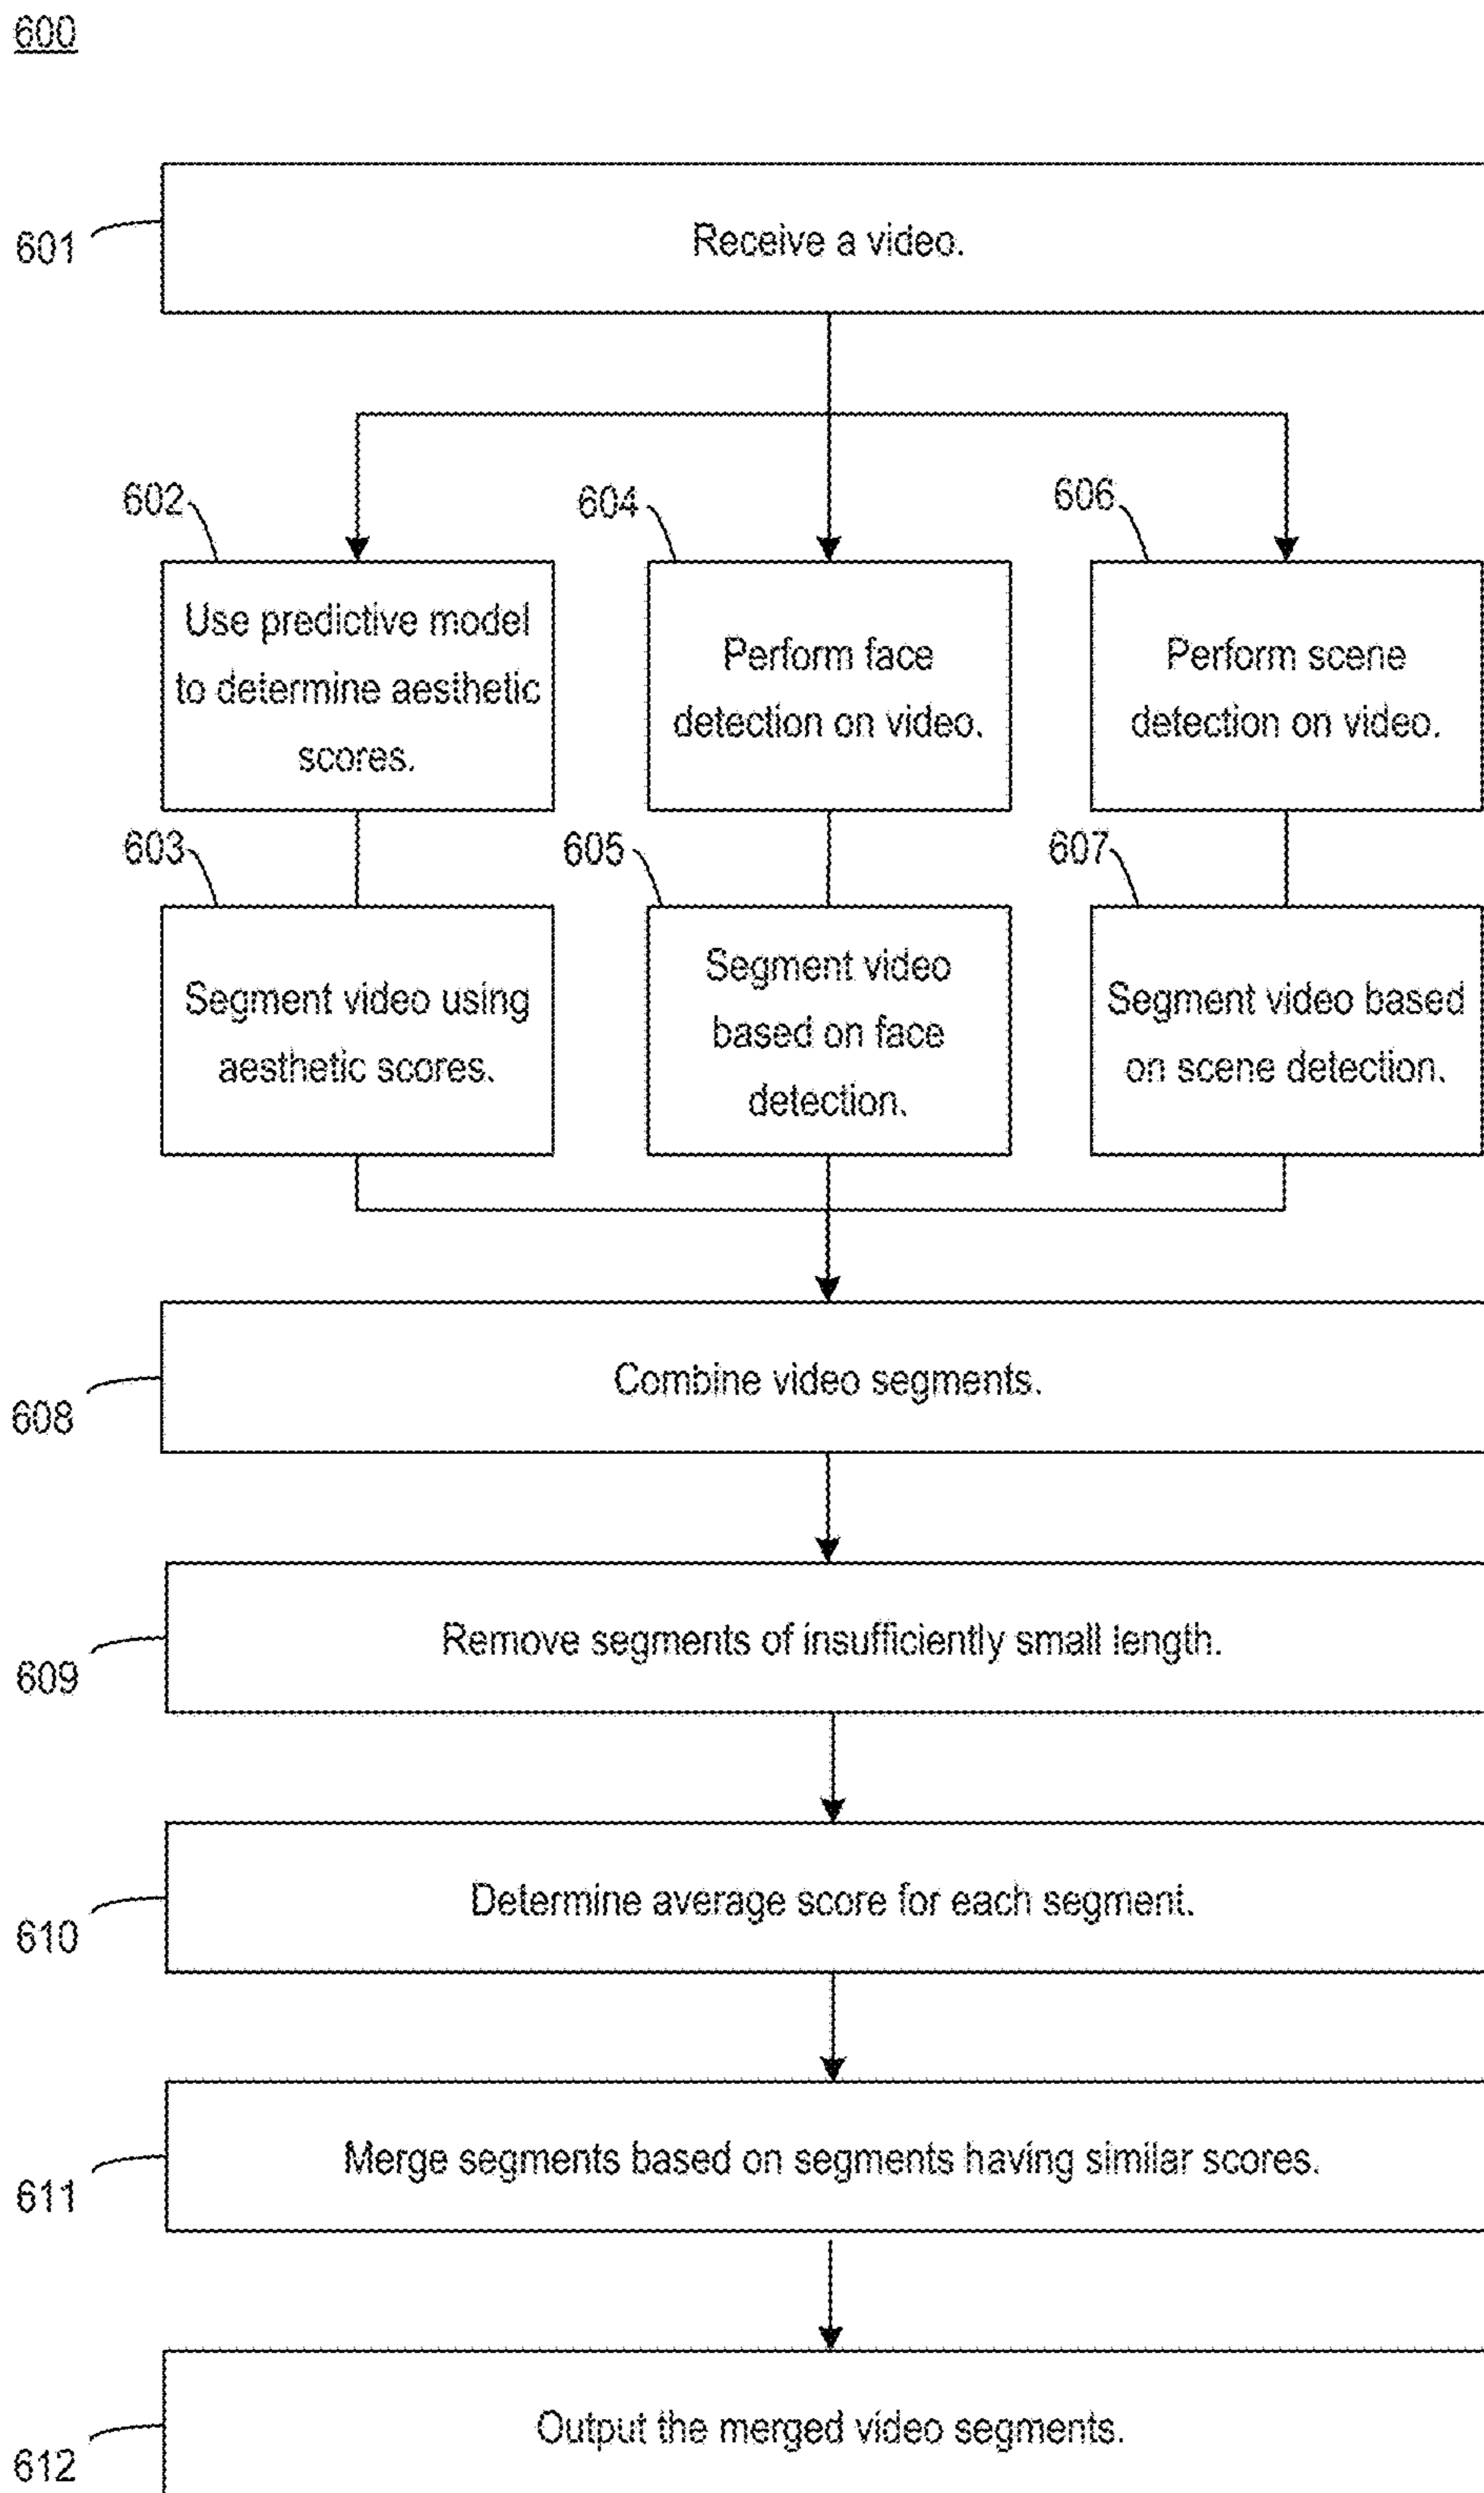 600
601
Receive a video.
602
604
606
Use predictive model
to determine aesthetic
scores.
Perform face
detection on video.
Perform scene
detection on video.
603
605
607
Segment video using
aesthetic scores.
Segment video
based on face
detection.
Segment video based
on scene detection.
Combine video segments.
608
Remove segments of insufficiently small length.
609
Determine average score for each segment.
610
Merge segments based on segments having similar scores.
611
Output the merged video segments.
612